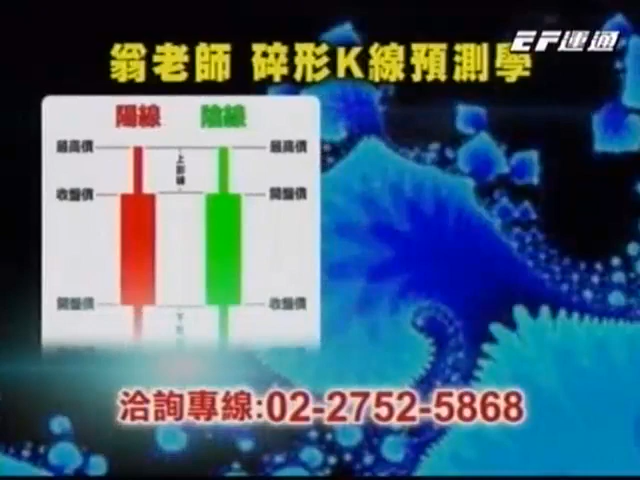 EF運通
翁老師 碎形K線預測學
陽線 陰線
最高價 上影線 最高價
收盤價 開盤價
開盤價 下 收盤價
洽詢專線:02-2752-5868